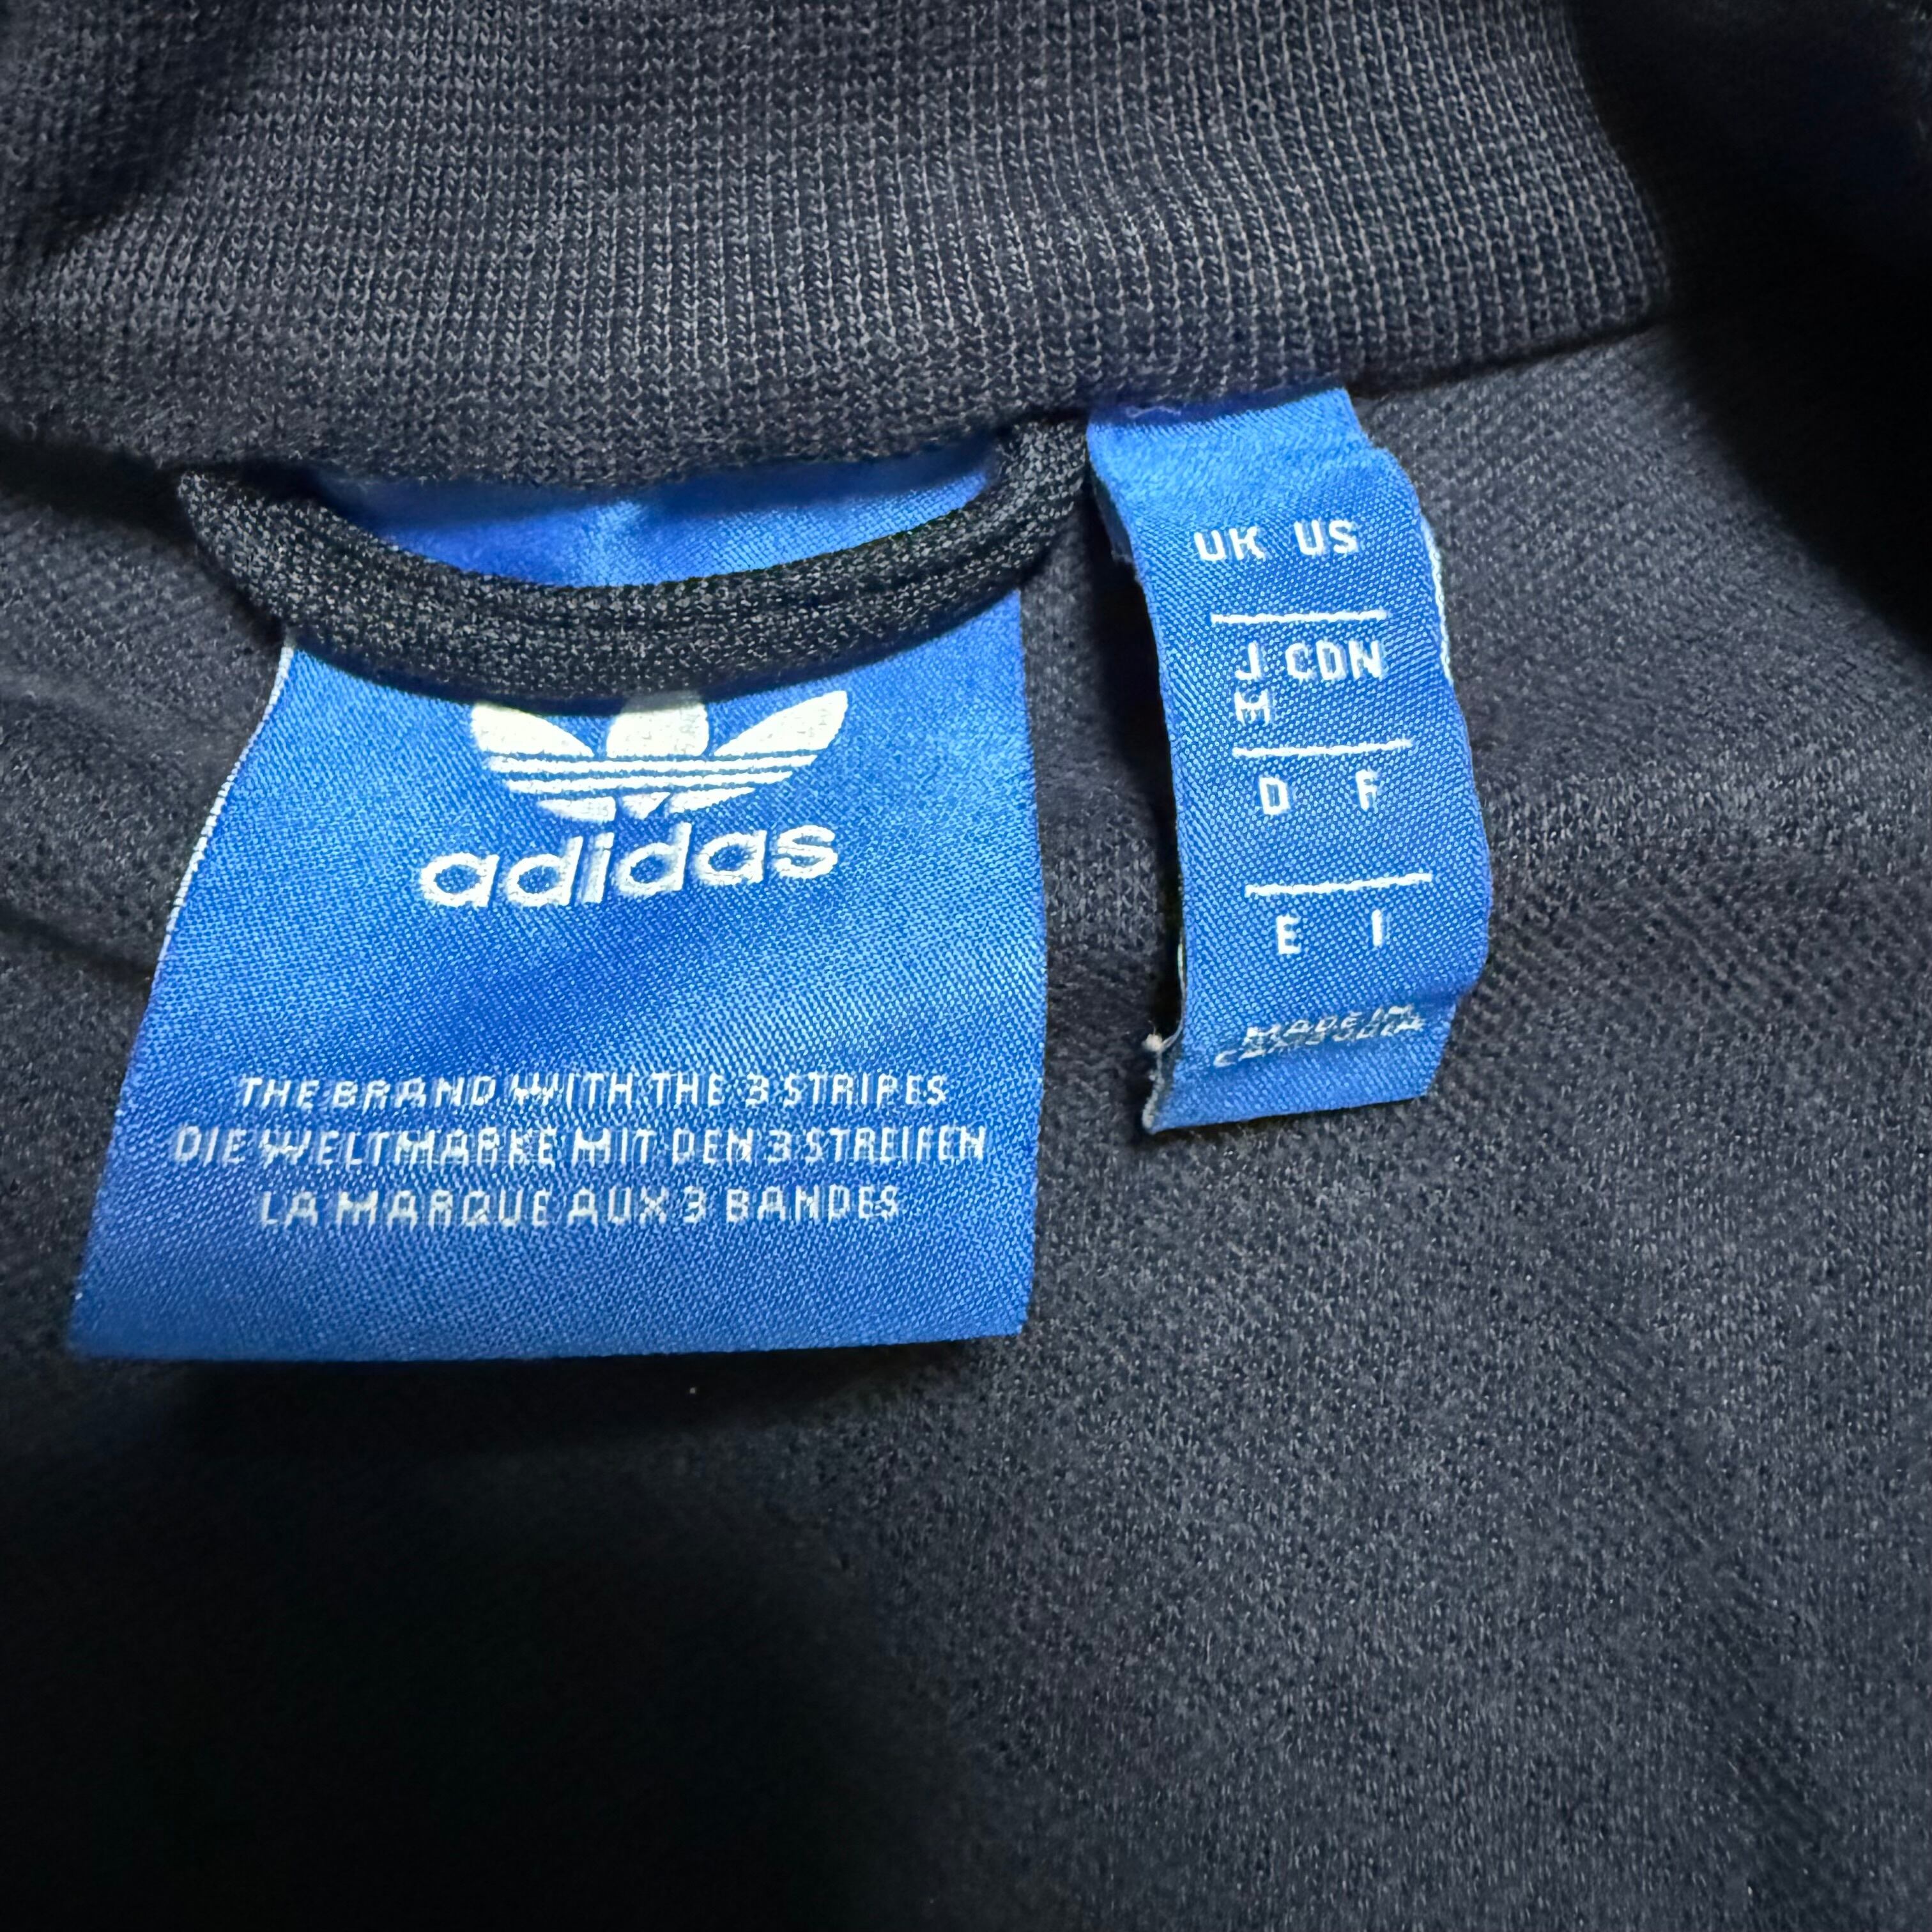 adidas
THE BRAND WITH THE 3 STRIPES
DIE WELTMARKE MIT DEN 3 STREIFEN
LA MARQUE AUX 3 BANDES
UK US
J CDN
M
D F
E I
MADE IN
CAMBODIA